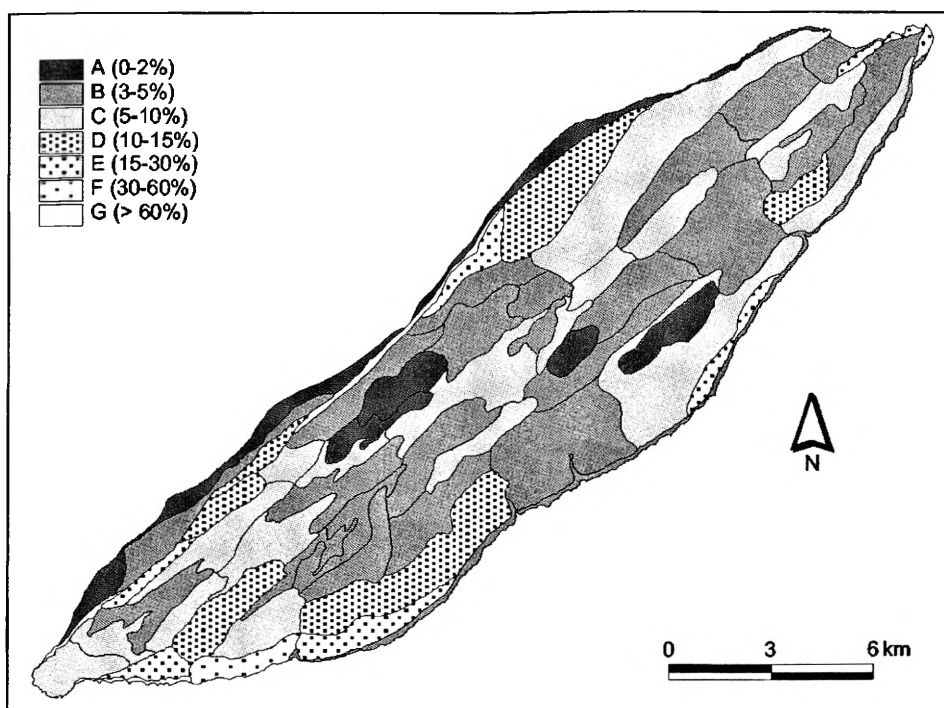 A (0-2%)
B (3-5%)
C (5-10%)
D (10-15%)
E (15-30%)
F (30-60%)
G (> 60%)
N
0 3 6 km